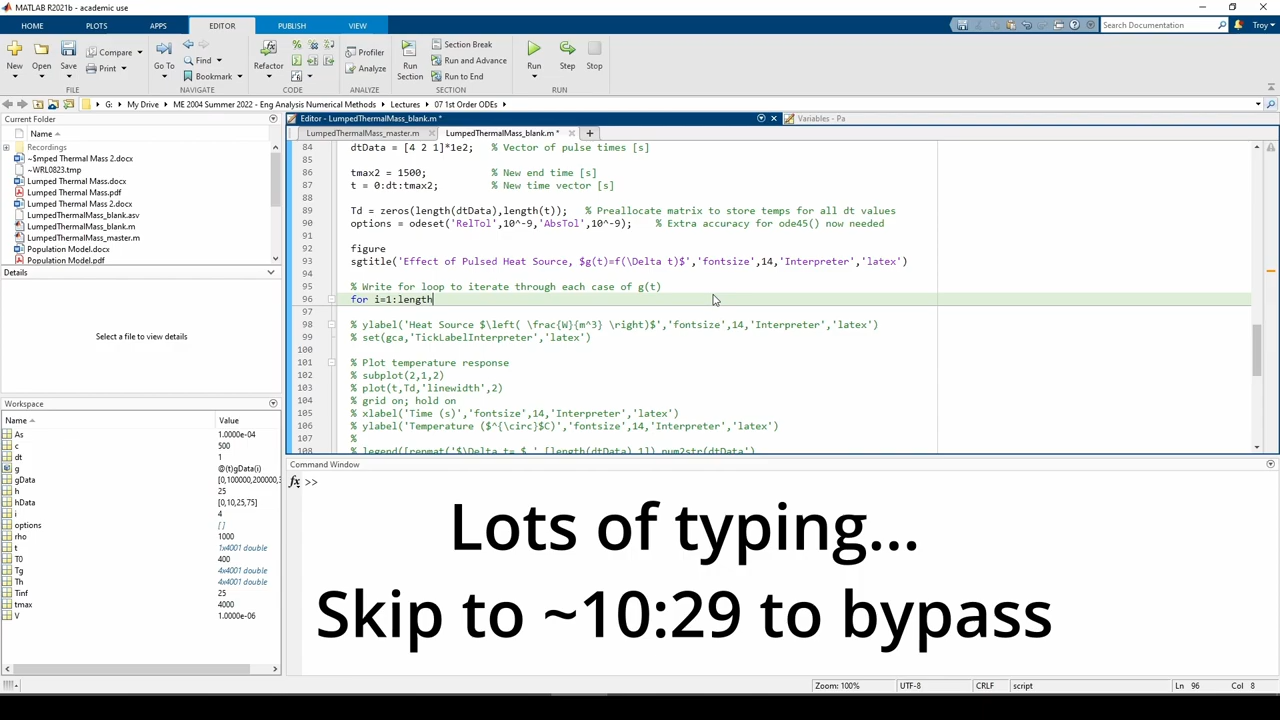 MATLAB R2021b - academic use
HOME PLOTS APPS EDITOR PUBLISH VIEW Search Documentation Troy
New Open Save Compare Print Go To Find Bookmark Refactor Profiler Analyze Run Section Section Break Run and Advance Run to End Run Step Stop
FILE NAVIGATE CODE ANALYZE SECTION RUN
G: My Drive ME 2004 Summer 2022 - Eng Analysis Numerical Methods Lectures 07 1st Order ODEs
Current Folder
Name
Recordings
~$mped Thermal Mass 2.docx
~WRL0823.tmp
Lumped Thermal Mass.docx
Lumped Thermal Mass.pdf
Lumped Thermal Mass 2.docx
LumpedThermalMass_blank.asv
LumpedThermalMass_blank.m
LumpedThermalMass_master.m
Population Model.docx
Population Model.pdf
Details
Select a file to view details
Workspace
Name Value
As 1.0000e-04
c 500
dt 1
g @(t)gData(i)
gData [0,100000,200000,3
h 25
hData [0,10,25,75]
i 4
options []
rho 1000
t 1x4001 double
T0 400
Tg 4x4001 double
Th 4x4001 double
Tinf 25
tmax 4000
V 1.0000e-06
Editor - LumpedThermalMass_blank.m * Variables - Pa
LumpedThermalMass_master.m LumpedThermalMass_blank.m *
84 dtData = [4 2 1]*1e2; % Vector of pulse times [s]
85
86 tmax2 = 1500; % New end time [s]
87 t = 0:dt:tmax2; % New time vector [s]
88
89 Td = zeros(length(dtData),length(t)); % Preallocate matrix to store temps for all dt values
90 options = odeset('RelTol',10^-9,'AbsTol',10^-9); % Extra accuracy for ode45() now needed
91
92 figure
93 sgtitle('Effect of Pulsed Heat Source, $g(t)=f(\Delta t)$','fontsize',14,'Interpreter','latex')
94
95 % Write for loop to iterate through each case of g(t)
96 for i=1:length
97
98 % ylabel('Heat Source $\left( \frac{W}{m^3} \right)$','fontsize',14,'Interpreter','latex')
99 % set(gca,'TickLabelInterpreter','latex')
100
101 % Plot temperature response
102 % subplot(2,1,2)
103 % plot(t,Td,'linewidth',2)
104 % grid on; hold on
105 % xlabel('Time (s)','fontsize',14,'Interpreter','latex')
106 % ylabel('Temperature ($^{\circ}$C)','fontsize',14,'Interpreter','latex')
107 %
108 % legend([repmat('$\Delta t= $ ',[length(dtData),1]),num2str(dtData')
Command Window
fx >>
Lots of typing...
Skip to ~10:29 to bypass
Zoom: 100% UTF-8 CRLF script Ln 96 Col 8